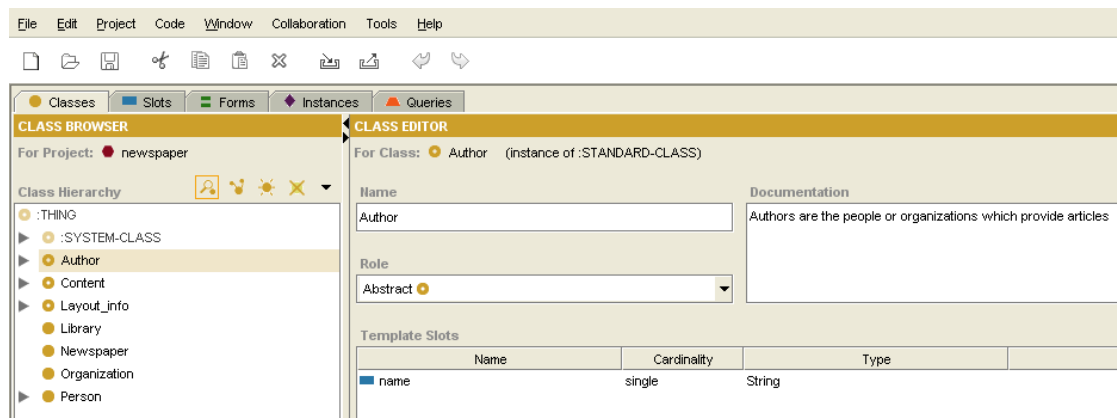 File Edit Project Code Window Collaboration Tools Help
Classes Slots Forms Instances Queries
CLASS BROWSER
For Project: newspaper
Class Hierarchy
:THING
:SYSTEM-CLASS
Author
Content
Layout_info
Library
Newspaper
Organization
Person
CLASS EDITOR
For Class: Author (instance of :STANDARD-CLASS)
Name
Author
Documentation
Authors are the people or organizations which provide articles
Role
Abstract
Template Slots
Name Cardinality Type
name single String